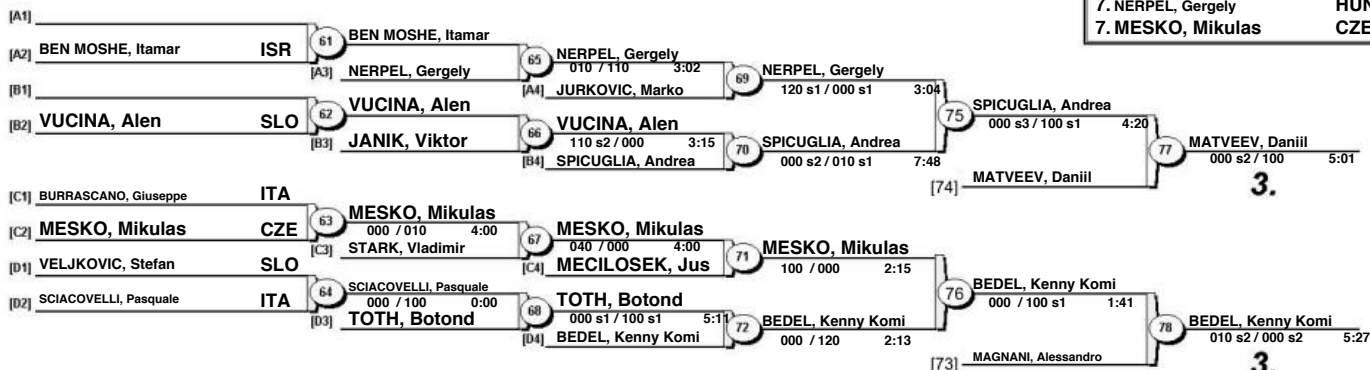 7. NERPEL, Gergely HUN
7. MESKO, Mikulas CZE
[A1]
[A2] BEN MOSHE, Itamar ISR
61
BEN MOSHE, Itamar
[A3] NERPEL, Gergely
65
NERPEL, Gergely
010 / 110 3:02
[A4] JURKOVIC, Marko
69
NERPEL, Gergely
120 s1 / 000 s1 3:04
[B1]
[B2] VUCINA, Alen SLO
62
VUCINA, Alen
[B3] JANIK, Viktor
66
VUCINA, Alen
110 s2 / 000 3:15
[B4] SPICUGLIA, Andrea
70
SPICUGLIA, Andrea
000 s2 / 010 s1 7:48
75
SPICUGLIA, Andrea
000 s3 / 100 s1 4:20
[74] MATVEEV, Daniil
77
MATVEEV, Daniil
000 s2 / 100 5:01
3.
[C1] BURRASCANO, Giuseppe ITA
[C2] MESKO, Mikulas CZE
63
MESKO, Mikulas
000 / 010 4:00
[C3] STARK, Vladimir
67
MESKO, Mikulas
040 / 000 4:00
[C4] MECILOSEK, Jus
71
MESKO, Mikulas
100 / 000 2:15
[D1] VELJKOVIC, Stefan SLO
[D2] SCIACOVELLI, Pasquale ITA
64
SCIACOVELLI, Pasquale
000 / 100 0:00
[D3] TOTH, Botond
68
TOTH, Botond
000 s1 / 100 s1 5:11
[D4] BEDEL, Kenny Komi
72
BEDEL, Kenny Komi
000 / 120 2:13
76
BEDEL, Kenny Komi
000 / 100 s1 1:41
[73] MAGNANI, Alessandro
78
BEDEL, Kenny Komi
010 s2 / 000 s2 5:27
3.